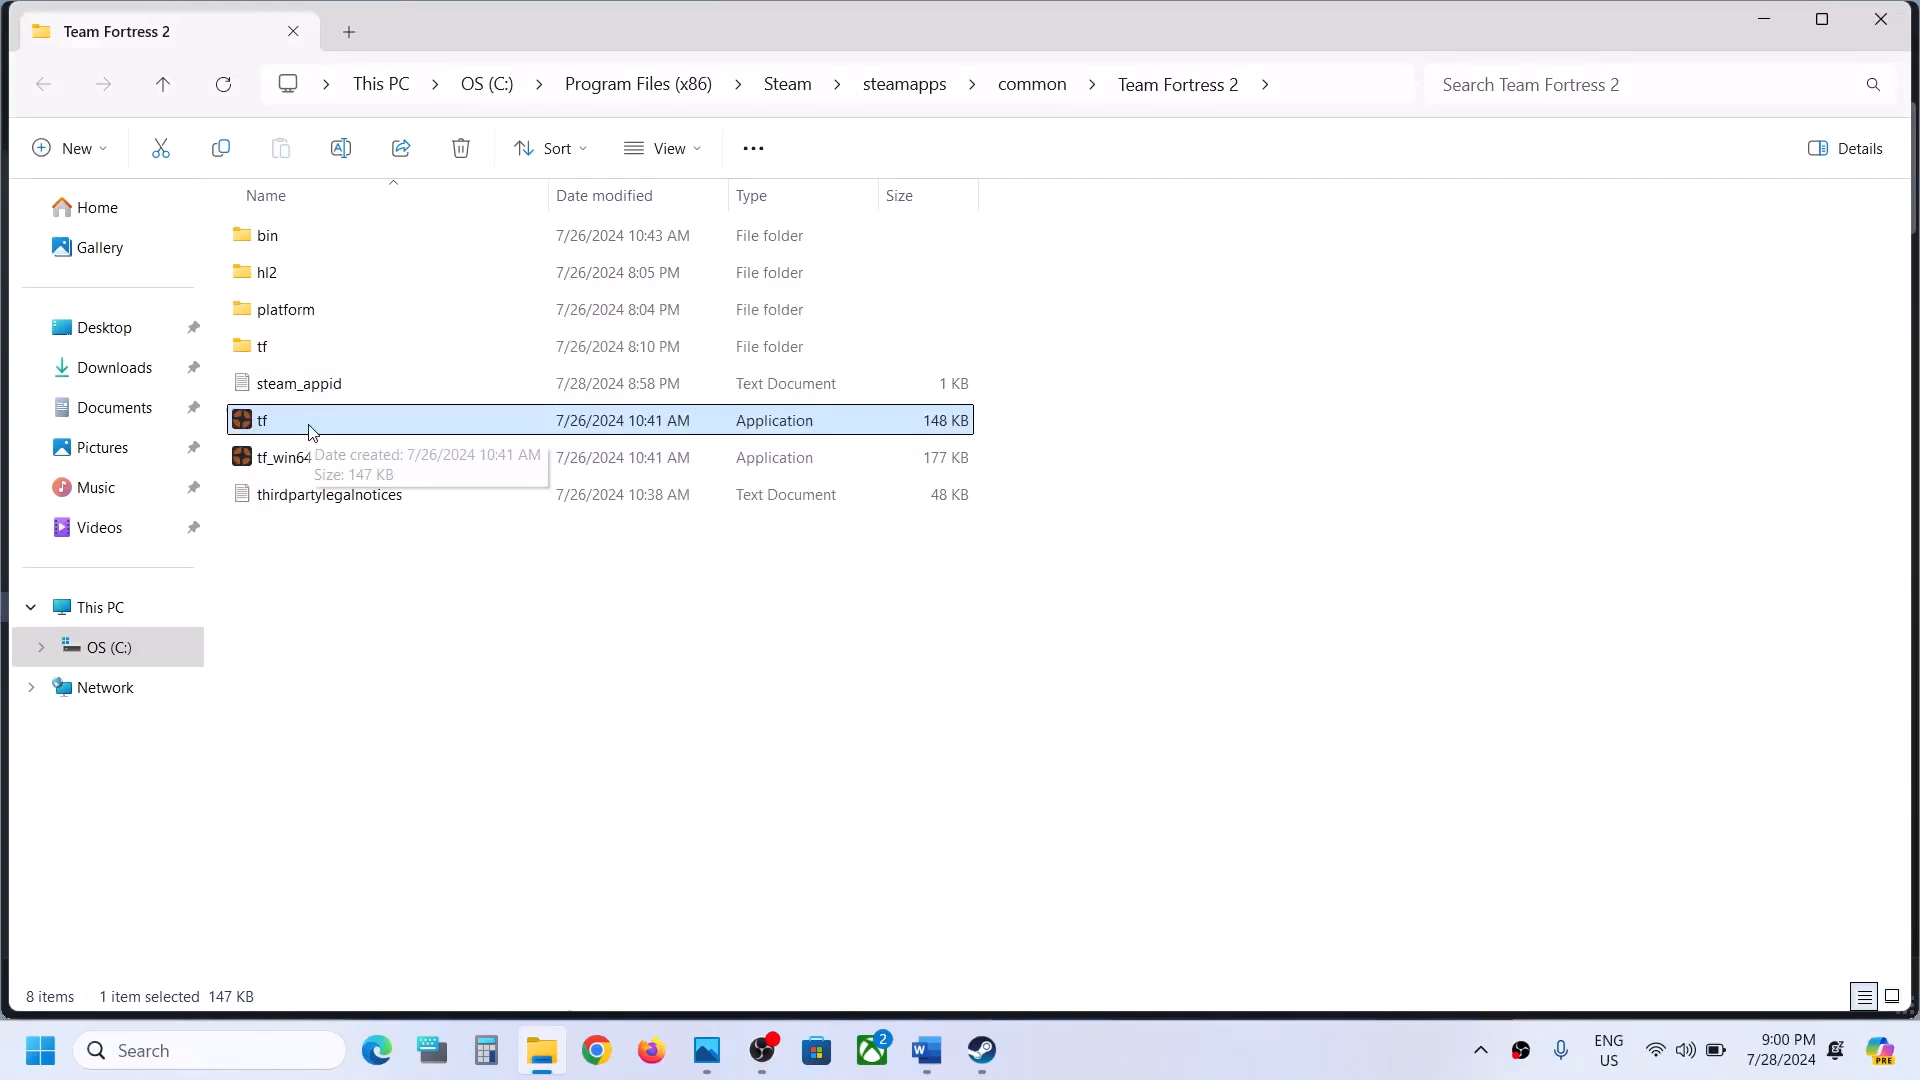 Team Fortress 2
This PC
OS (C:)
Program Files (x86)
Steam
steamapps
common
Team Fortress 2
Search Team Fortress 2
New
Sort
View
Details
Name
Date modified
Type
Size
Home
Gallery
Desktop
Downloads
Documents
Pictures
Music
Videos
This PC
OS (C:)
Network
bin 7/26/2024 10:43 AM File folder
hl2 7/26/2024 8:05 PM File folder
platform 7/26/2024 8:04 PM File folder
tf 7/26/2024 8:10 PM File folder
steam_appid 7/28/2024 8:58 PM Text Document 1 KB
tf 7/26/2024 10:41 AM Application 148 KB
tf_win64 7/26/2024 10:41 AM Application 177 KB
Date created: 7/26/2024 10:41 AM
Size: 147 KB
thirdpartylegalnotices 7/26/2024 10:38 AM Text Document 48 KB
8 items 1 item selected 147 KB
Search
2
ENG
US
9:00 PM
7/28/2024
PRE